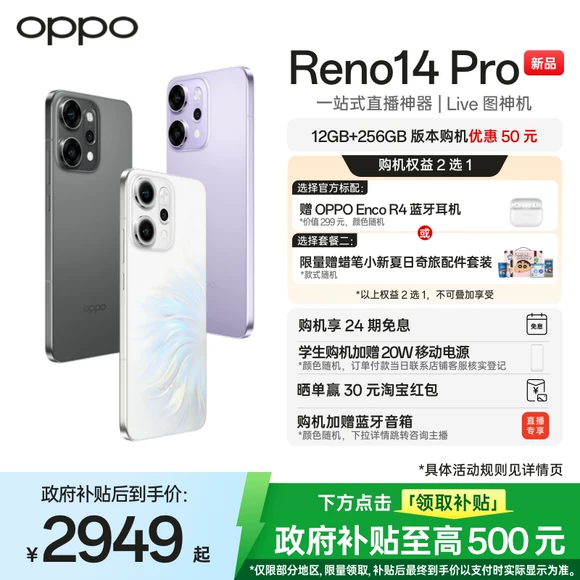 oppo
Reno14 Pro 新品
一站式直播神器 | Live 图神机
12GB+256GB 版本购机优惠 50 元
购机权益 2 选 1
选择官方标配:
赠 OPPO Enco R4 蓝牙耳机
*价值 299 元，颜色随机
或
选择套餐二:
限量赠蜡笔小新夏日奇旅配件套装
*款式随机
*以上权益 2 选 1，不可叠加享受
购机享 24 期免息
免息
学生购机加赠 20W 移动电源
*颜色随机，订单付款当日联系店铺客服核实登记
晒单赢 30 元淘宝红包
购机加赠蓝牙音箱
*颜色随机，下拉详情跳转咨询主播
直播
专享
*具体活动规则见详情页
政府补贴后到手价:
¥2949 起
下方点击「领取补贴」
政府补贴至高 500 元
*仅限部分地区，限量领取，补贴后最终到手价以支付时实际显示为准。